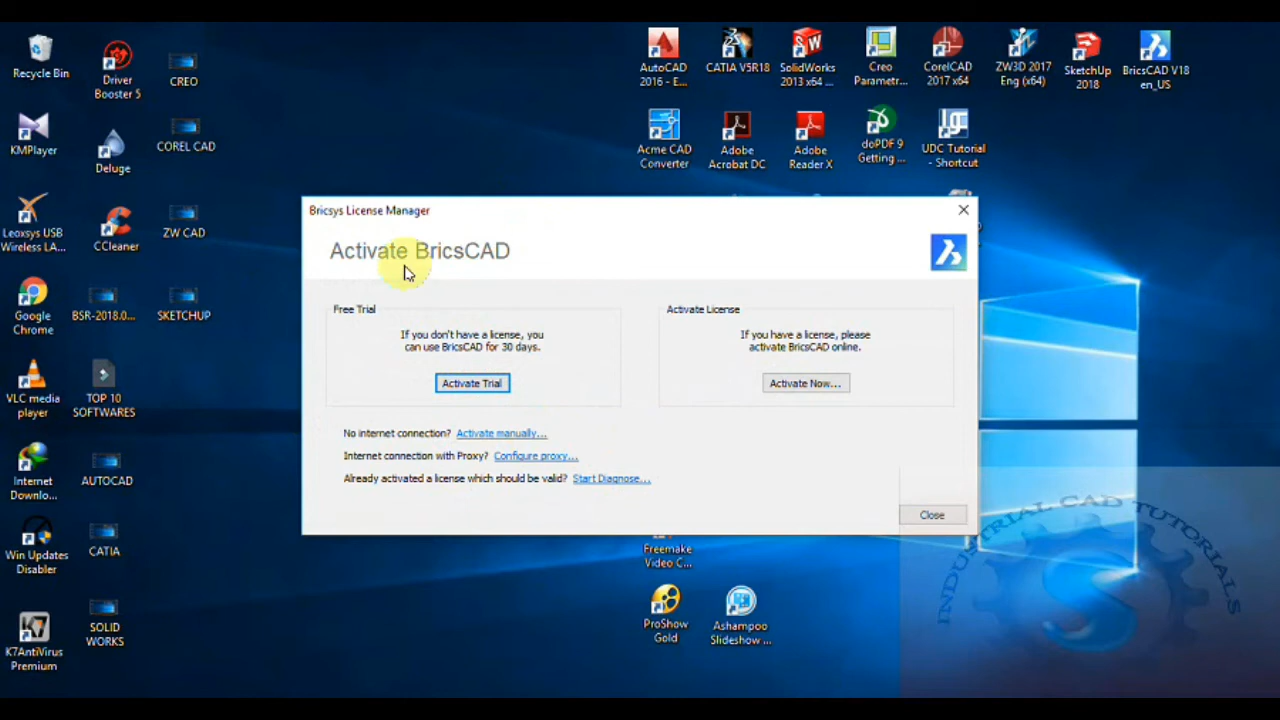 Recycle Bin
Driver
Booster 5
CREO
AutoCAD
2016 - E...
CATIA V5R18
SolidWorks
2013 x64 ...
Creo
Parametr...
CorelCAD
2017 x64
ZW3D 2017
Eng (x64)
SketchUp
2018
BricsCAD V18
en_US
KMPlayer
Deluge
COREL CAD
Acme CAD
Converter
Adobe
Acrobat DC
Adobe
Reader X
doPDF 9
Getting ...
UDC Tutorial
- Shortcut
Leoxsys USB
Wireless LA...
CCleaner
ZW CAD
Bricsys License Manager
Activate BricsCAD
Free Trial
If you don't have a license, you
can use BricsCAD for 30 days.
Activate Trial
Activate License
If you have a license, please
activate BricsCAD online.
Activate Now...
No internet connection? Activate manually...
Internet connection with Proxy? Configure proxy...
Already activated a license which should be valid? Start Diagnose...
Close
Google
Chrome
BSR-2018.0...
SKETCHUP
VLC media
player
TOP 10
SOFTWARES
Internet
Downlo...
AUTOCAD
Win Updates
Disabler
CATIA
Freemake
Video C...
K7AntiVirus
Premium
SOLID
WORKS
ProShow
Gold
Ashampoo
Slideshow ...
INDUSTRIAL CAD TUTORIALS